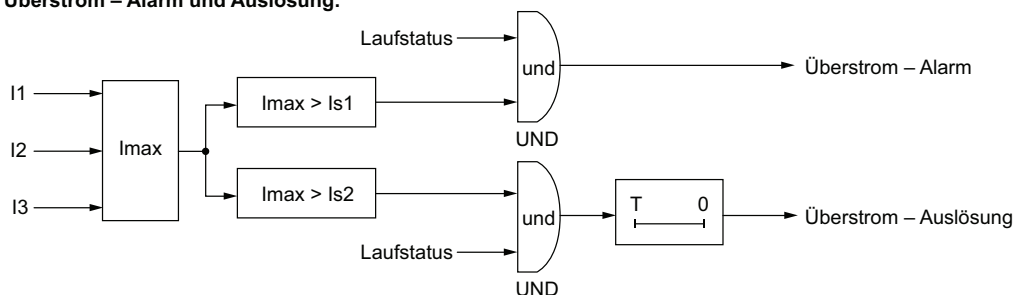 Überstrom – Alarm und Auslösung:
Laufstatus
und
Überstrom – Alarm
I1
Imax > Is1
UND
I2
Imax
Imax > Is2
I3
und
T 0
Überstrom – Auslösung
Laufstatus
UND